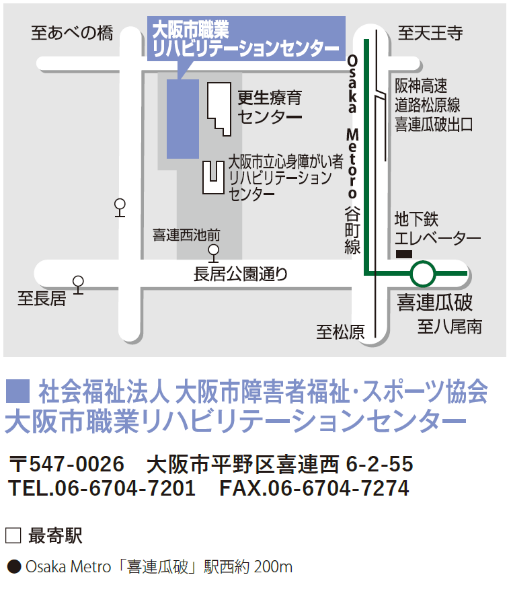 至あべの橋
大阪市職業
リハビリテーションセンター
至天王寺
Osaka Metoro 谷町線
阪神高速
道路松原線
喜連瓜破出口
更生療育
センター
大阪市立心身障がい者
リハビリテーション
センター
地下鉄
エレベーター
喜連西池前
長居公園通り
至長居
喜連瓜破
至八尾南
至松原
■ 社会福祉法人 大阪市障害者福祉・スポーツ協会
大阪市職業リハビリテーションセンター
〒547-0026 大阪市平野区喜連西 6-2-55
TEL.06-6704-7201 FAX.06-6704-7274
□ 最寄駅
● Osaka Metro「喜連瓜破」駅西約 200m